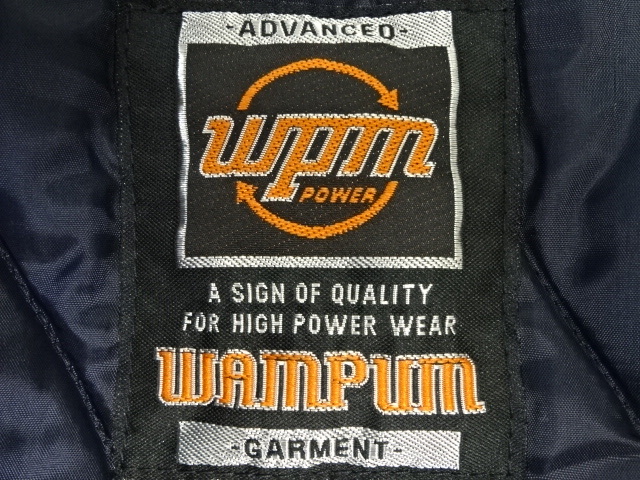 -ADVANCED-
wpm
POWER
A SIGN OF QUALITY
FOR HIGH POWER WEAR
WAMPUM
-GARMENT-